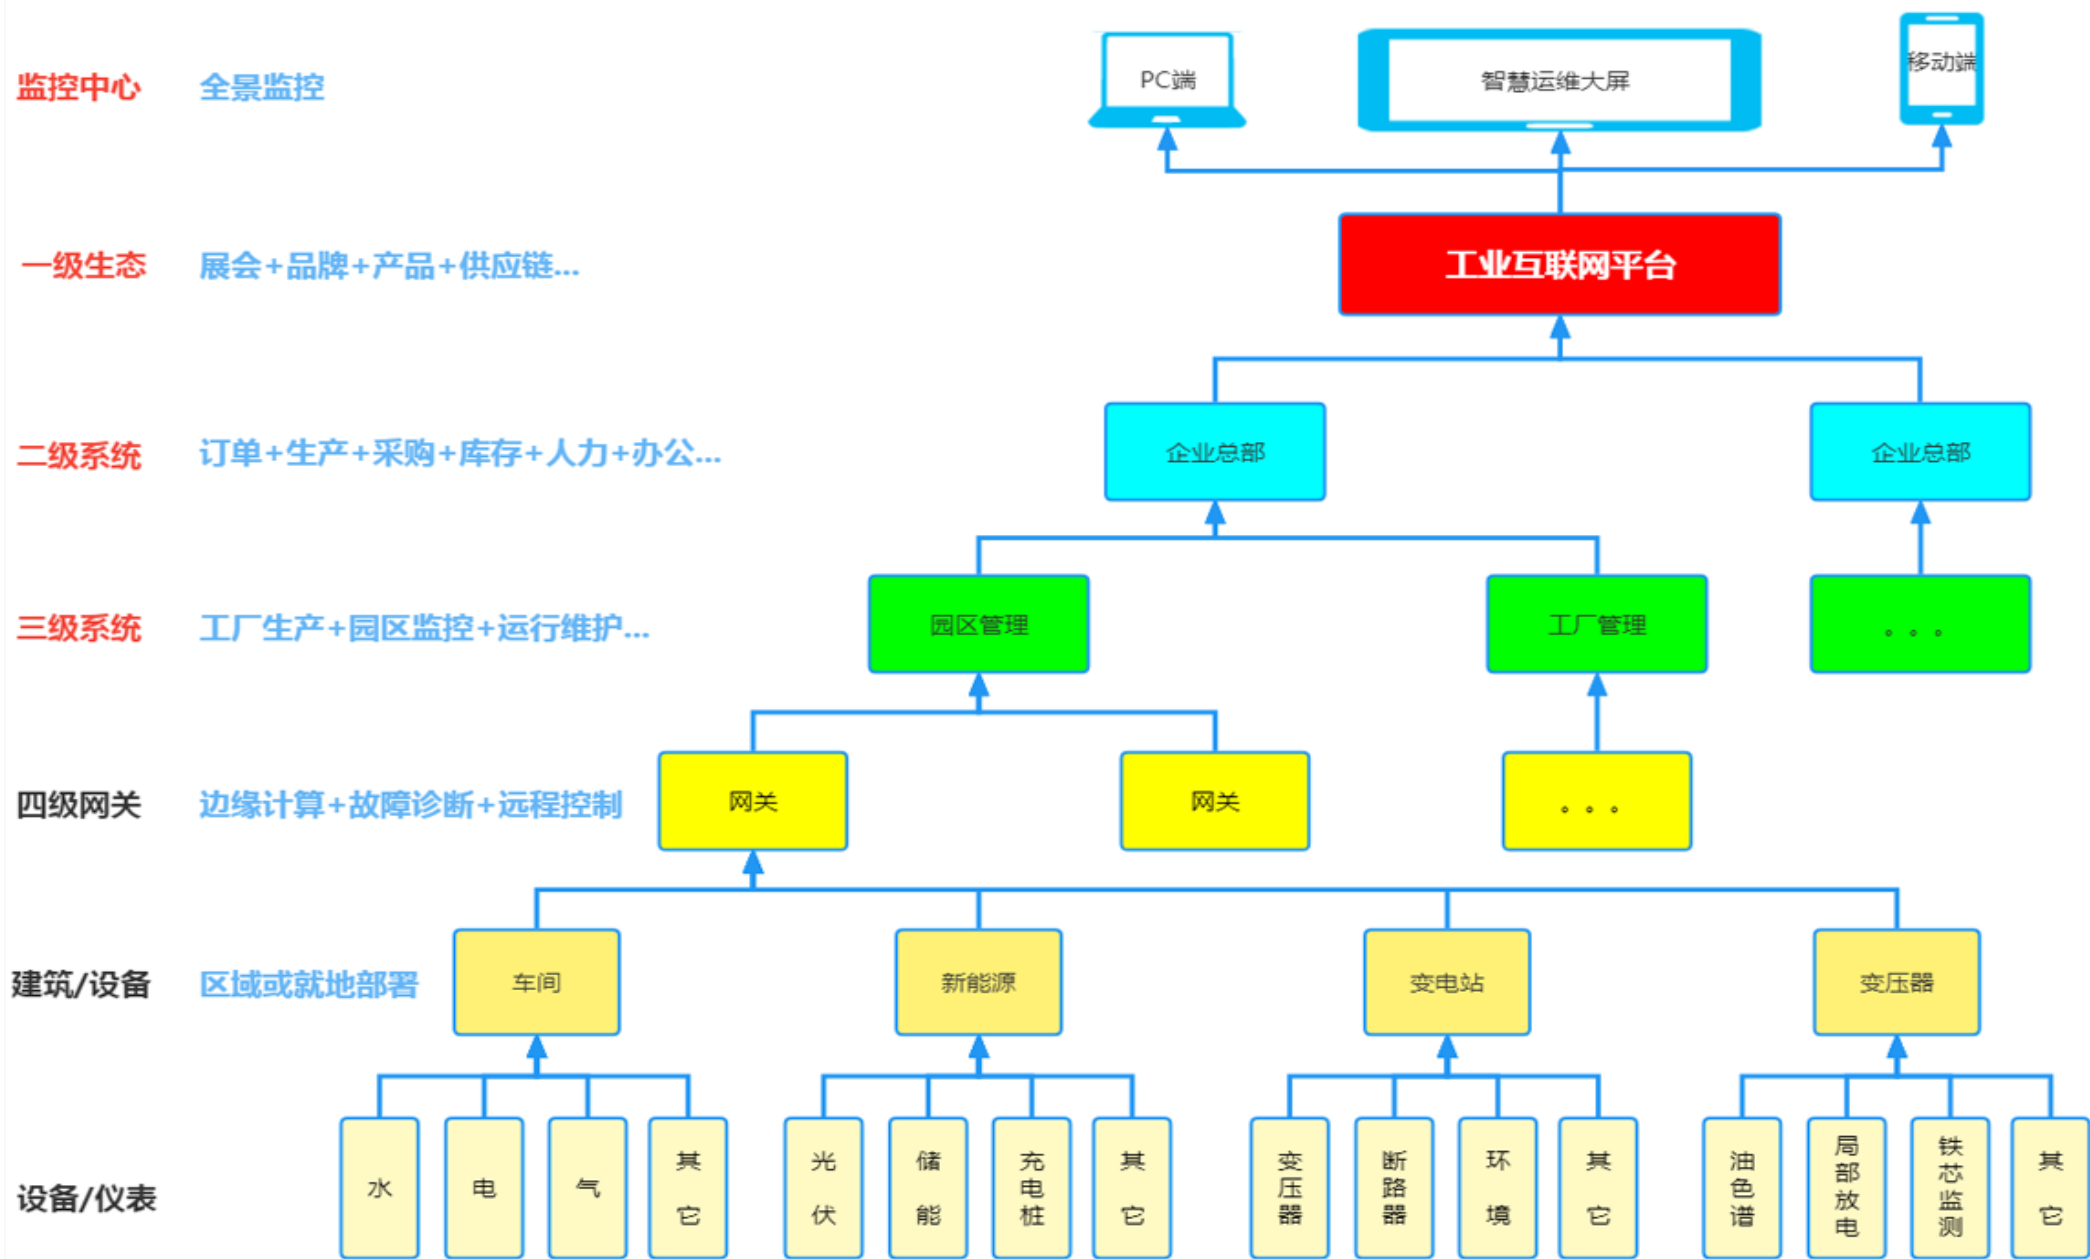 监控中心
全景监控
PC端
智慧运维大屏
移动端
一级生态
展会+品牌+产品+供应链...
工业互联网平台
二级系统
订单+生产+采购+库存+人力+办公...
企业总部
企业总部
三级系统
工厂生产+园区监控+运行维护...
园区管理
工厂管理
。。。
四级网关
边缘计算+故障诊断+远程控制
网关
网关
。。。
建筑/设备
区域或就地部署
车间
新能源
变电站
变压器
设备/仪表
水
电
气
其它
光伏
储能
充电桩
其它
变压器
断路器
环境
其它
油色谱
局部放电
铁芯监测
其它